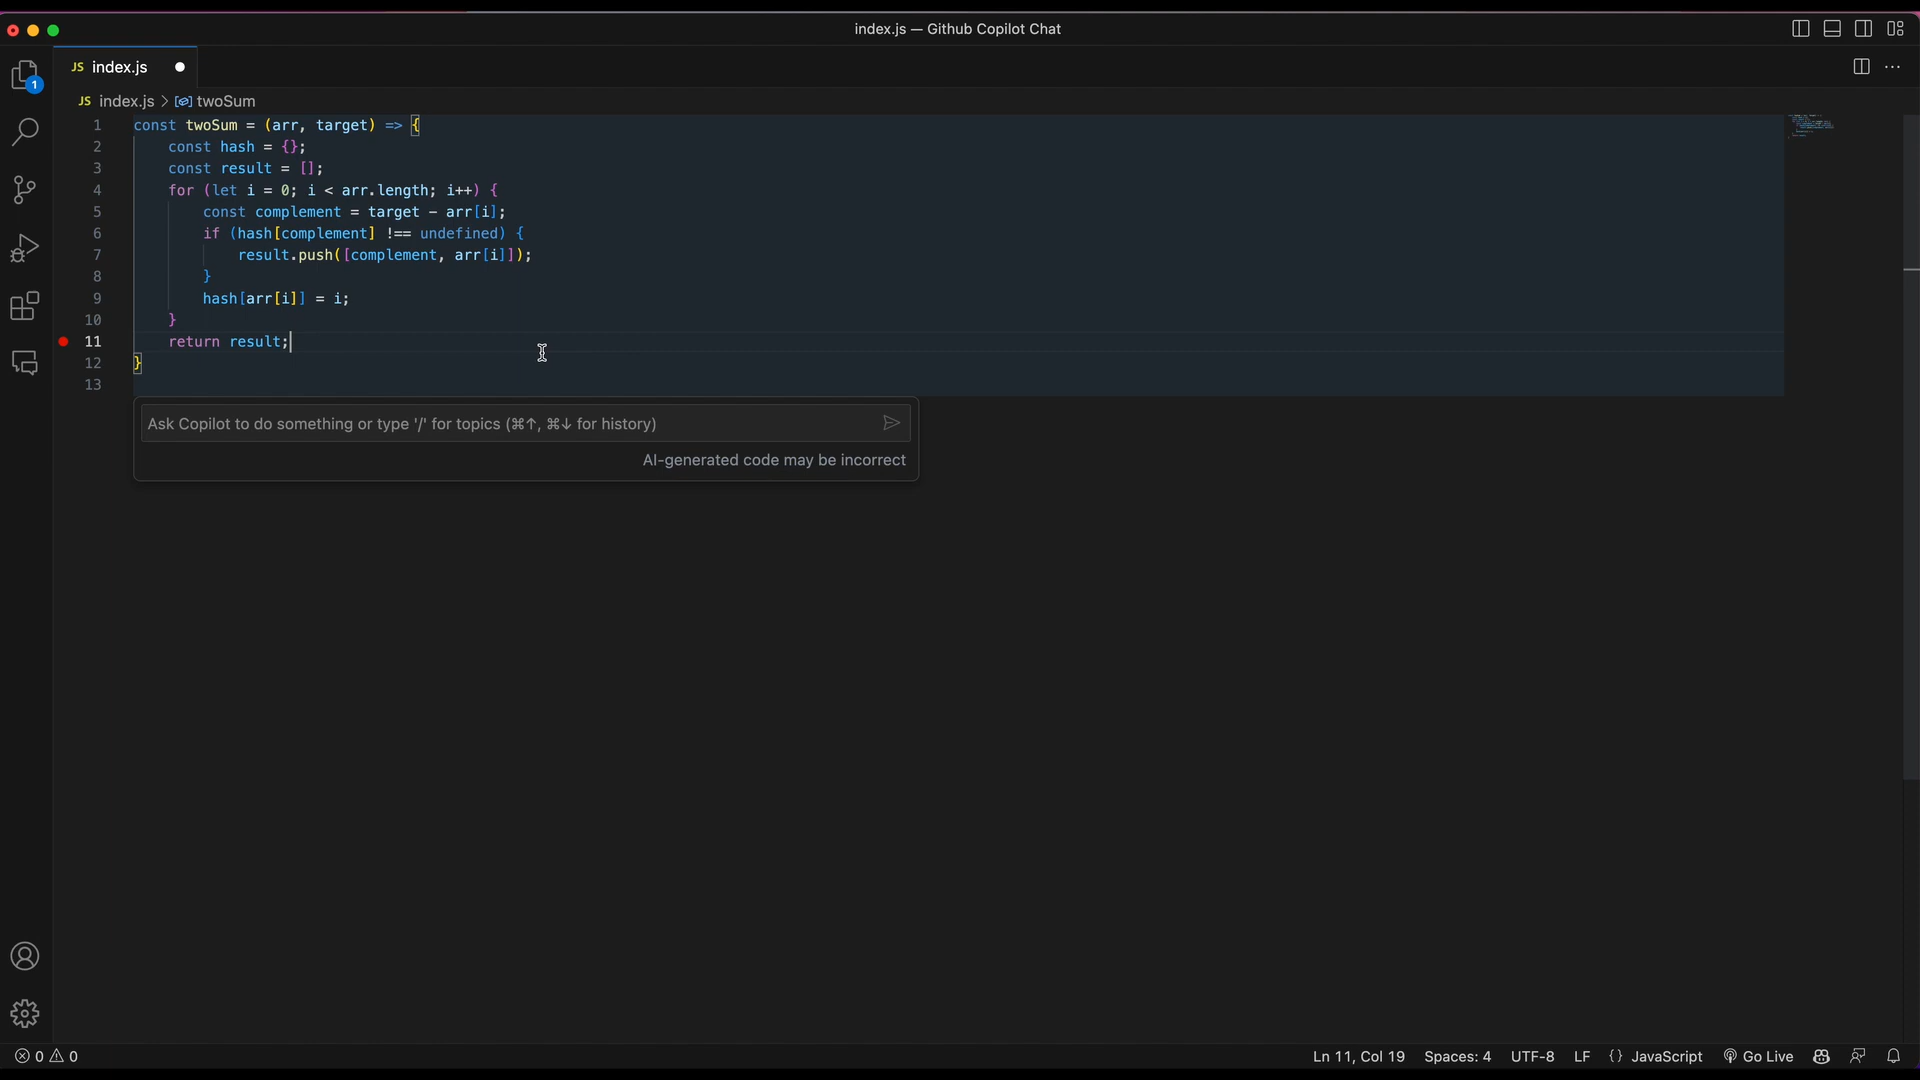 index.js — Github Copilot Chat
JS index.js
1
JS index.js > twoSum
1 const twoSum = (arr, target) => {
2 const hash = {};
3 const result = [];
4 for (let i = 0; i < arr.length; i++) {
5 const complement = target - arr[i];
6 if (hash[complement] !== undefined) {
7 result.push([complement, arr[i]]);
8 }
9 hash[arr[i]] = i;
10 }
11 return result;
12 }
13
Ask Copilot to do something or type '/' for topics (⌘↑, ⌘↓ for history)
AI-generated code may be incorrect
0 0 Ln 11, Col 19 Spaces: 4 UTF-8 LF {} JavaScript Go Live